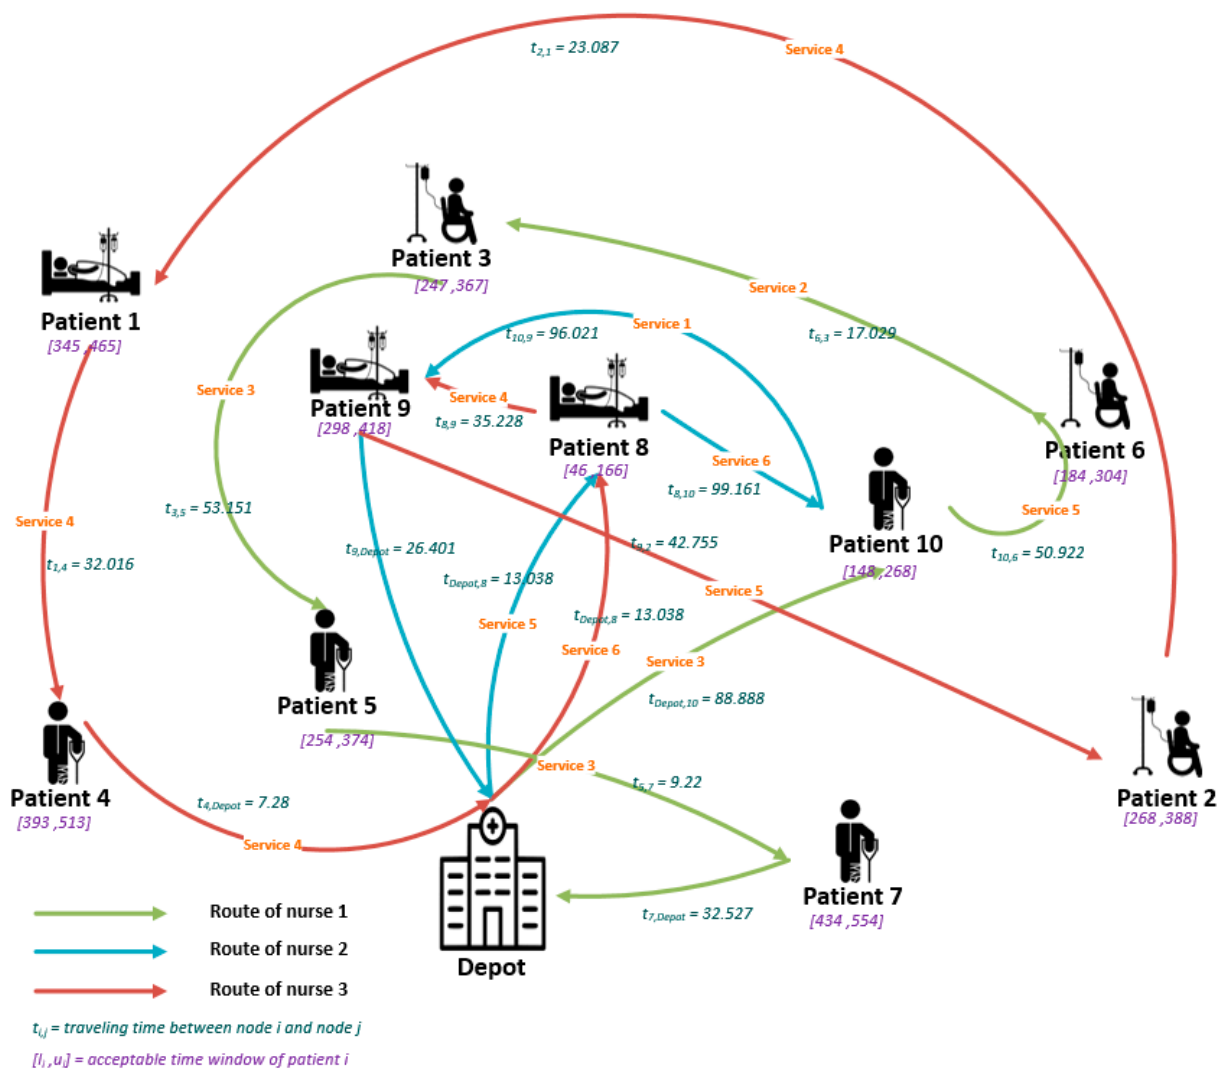 t2,1 = 23.087
Service 4
Patient 3
[247 ,367]
Service 2
Patient 1
[345 ,465]
t10,9 = 96.021
Service 1
t6,3 = 17.029
Service 3
Service 4
t8,9 = 35.228
Patient 9
[298 ,418]
Patient 8
[46 ,166]
Service 6
t8,10 = 99.161
Patient 6
[184 ,304]
Service 5
t3,5 = 53.151
Service 4
t1,4 = 32.016
t9,Depot = 26.401
t9,2 = 42.755
Patient 10
[148 ,268]
t10,6 = 50.922
tDepot,8 = 13.038
Service 5
Service 5
tDepot,8 = 13.038
Service 6
Service 3
tDepot,10 = 88.888
Patient 5
[254 ,374]
Service 3
t5,7 = 9.22
Patient 4
[393 ,513]
t4,Depot = 7.28
Service 4
Patient 2
[268 ,388]
Patient 7
[434 ,554]
t7,Depot = 32.527
Depot
Route of nurse 1
Route of nurse 2
Route of nurse 3
ti,j = traveling time between node i and node j
[li ,ui] = acceptable time window of patient i